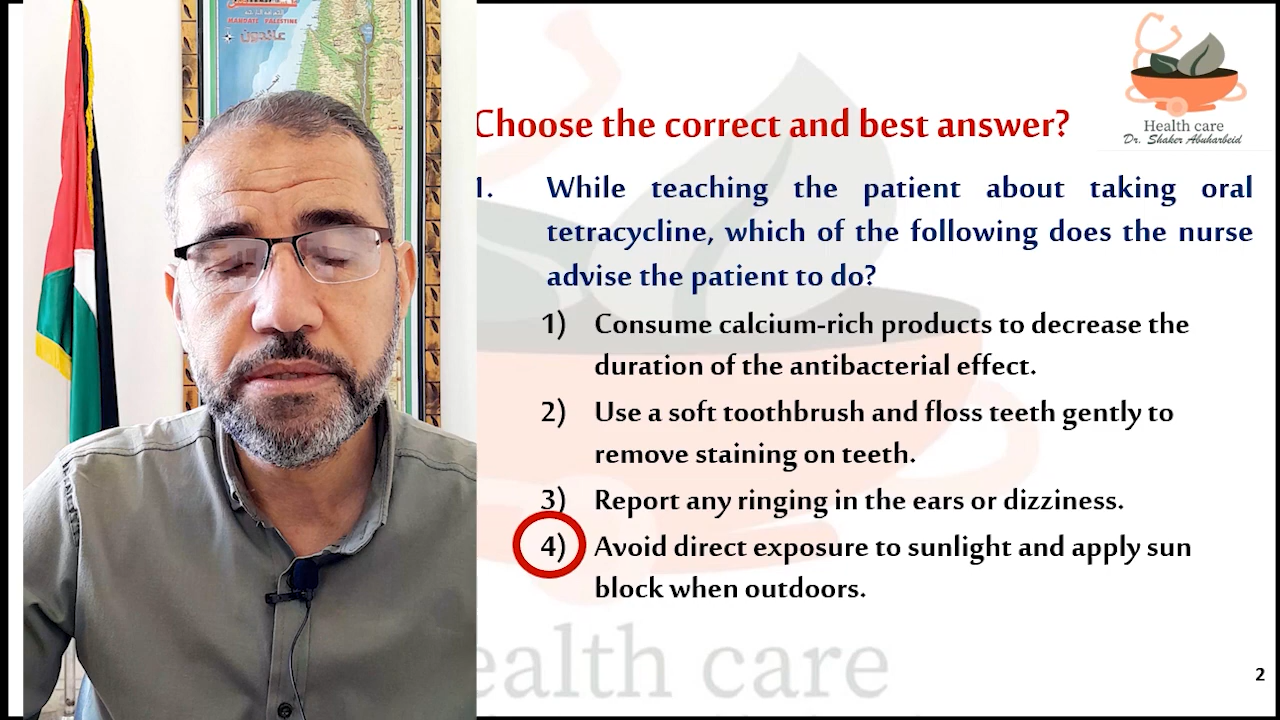 MANDATE PALESTINE
عائدون
Health care
Dr. Shaker Abuharbeid
Choose the correct and best answer?
1. While teaching the patient about taking oral
tetracycline, which of the following does the nurse
advise the patient to do?
1) Consume calcium-rich products to decrease the
duration of the antibacterial effect.
2) Use a soft toothbrush and floss teeth gently to
remove staining on teeth.
3) Report any ringing in the ears or dizziness.
4) Avoid direct exposure to sunlight and apply sun
block when outdoors.
ealth care
2